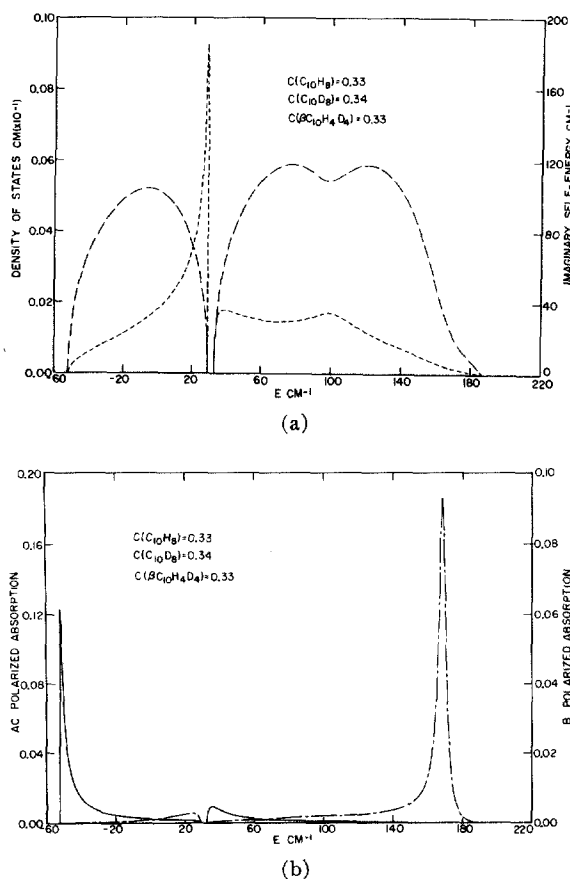 0.10
0.08
0.06
0.04
0.02
0.00
DENSITY OF STATES CM(x10⁻¹)
C(C₁₀H₈)=0.33
C(C₁₀D₈)=0.34
C(βC₁₀H₄D₄)=0.33
200
160
120
80
40
0
IMAGINARY SELF-ENERGY CM⁻¹
-60 -20 20 60 100 140 180 220
E CM⁻¹
(a)
0.20
0.16
0.12
0.08
0.04
0.00
AC POLARIZED ABSORPTION
C(C₁₀H₈)=0.33
C(C₁₀D₈)=0.34
C(βC₁₀H₄D₄)=0.33
0.10
0.08
0.06
0.04
0.02
0.00
B POLARIZED ABSORPTION
-60 -20 20 60 100 140 180 220
E CM⁻¹
(b)